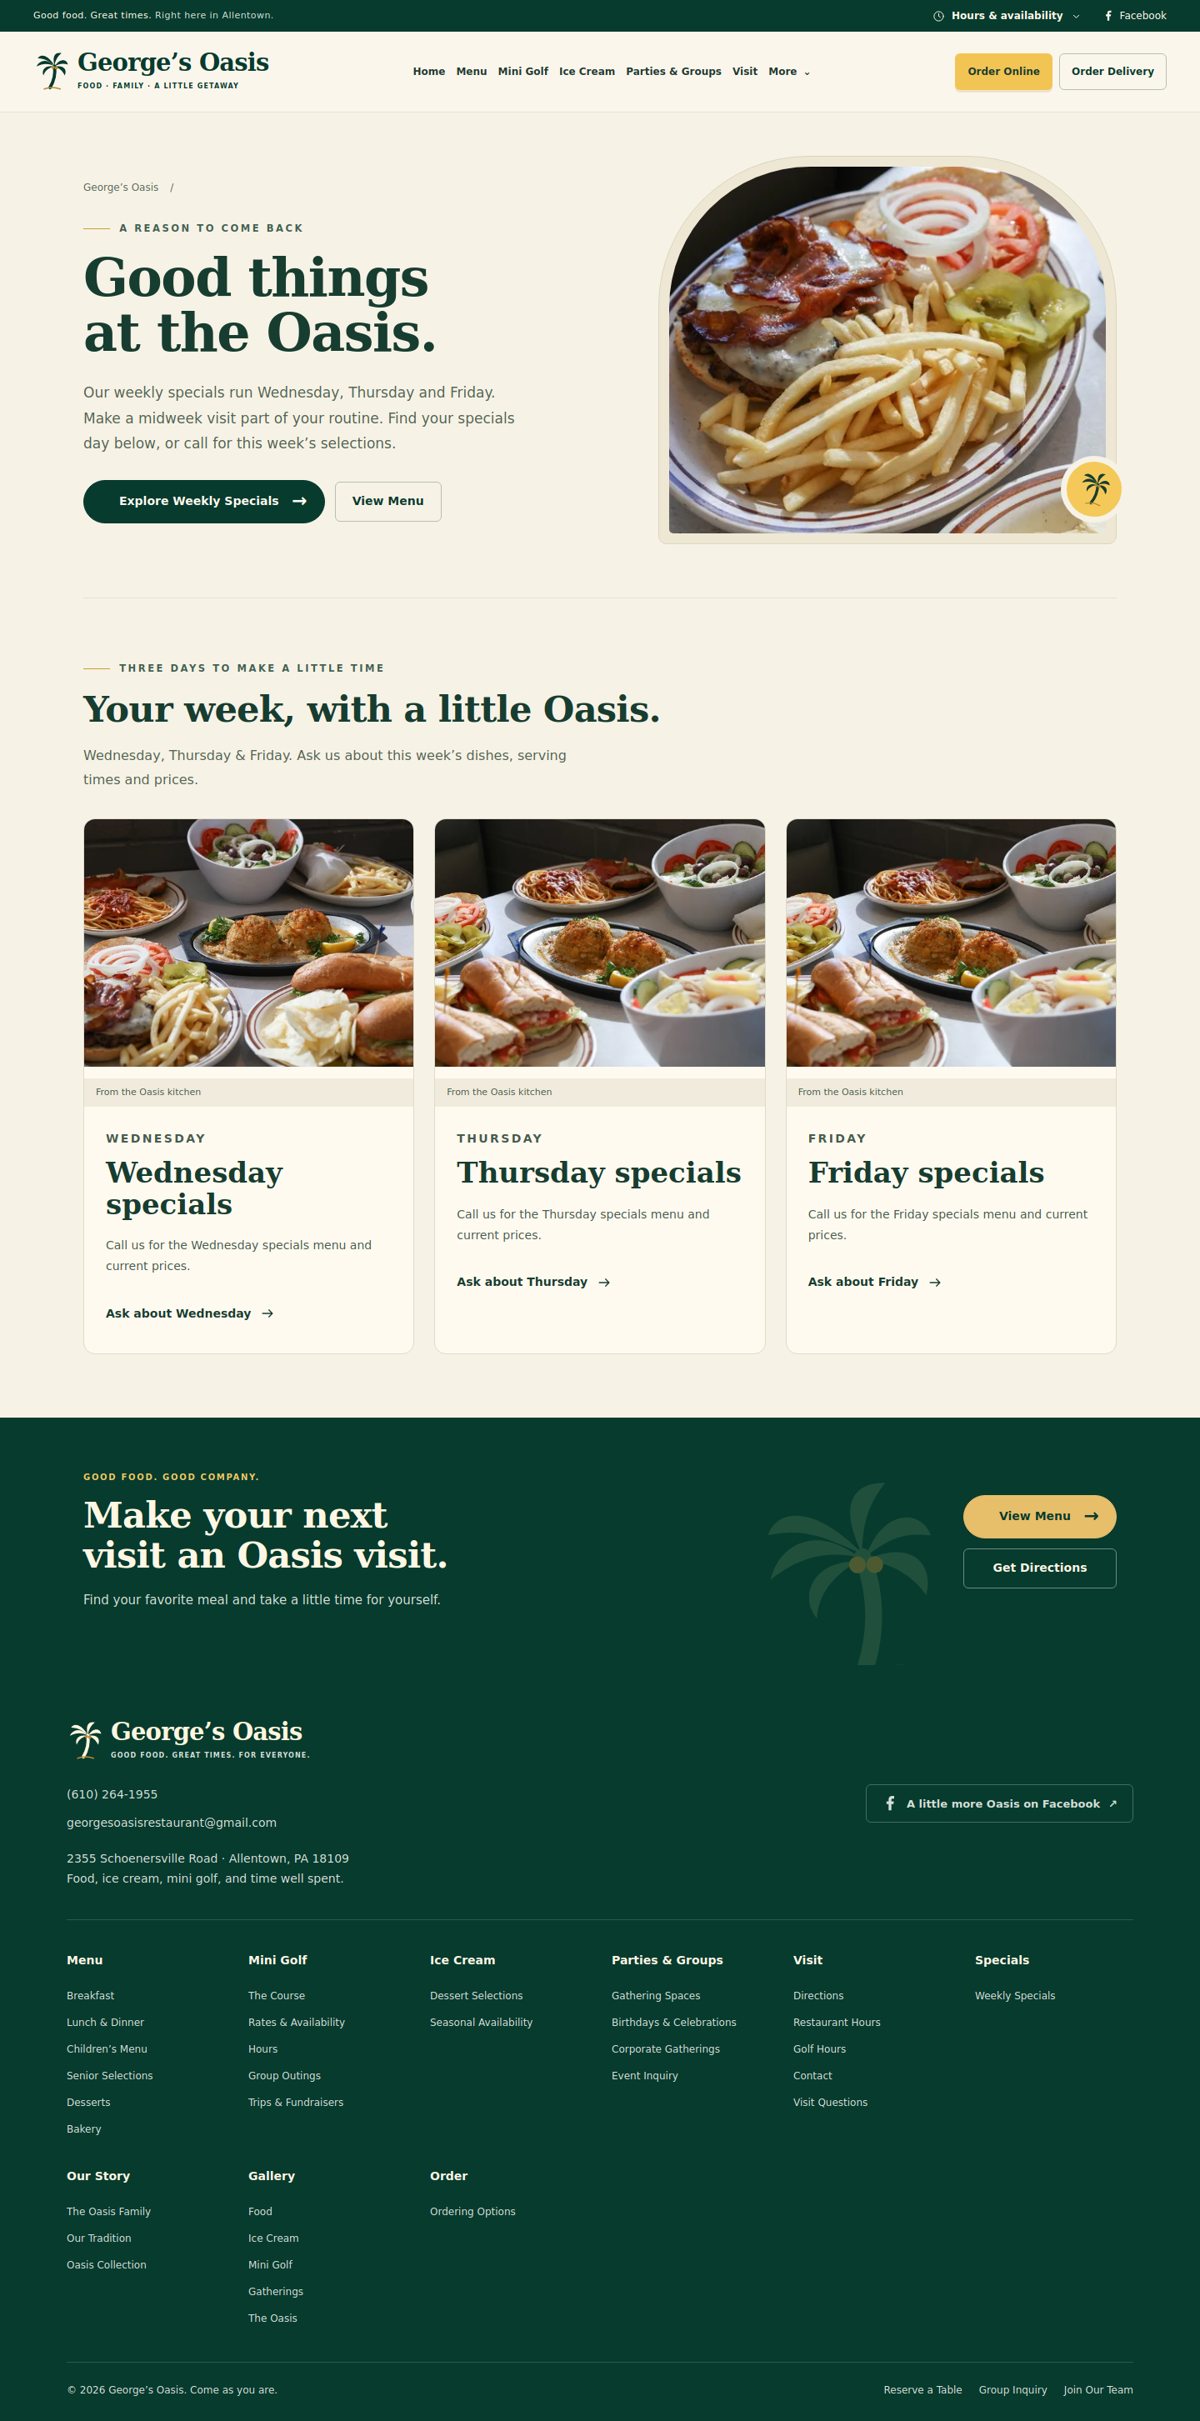 Good food. Great times. Right here in Allentown.
Hours & availability
Facebook
George’s Oasis
FOOD · FAMILY · A LITTLE GETAWAY
Home Menu Mini Golf Ice Cream Parties & Groups Visit More
Order Online
Order Delivery
George’s Oasis /
A REASON TO COME BACK
Good things
at the Oasis.
Our weekly specials run Wednesday, Thursday and Friday.
Make a midweek visit part of your routine. Find your specials
day below, or call for this week’s selections.
Explore Weekly Specials →
View Menu
THREE DAYS TO MAKE A LITTLE TIME
Your week, with a little Oasis.
Wednesday, Thursday & Friday. Ask us about this week’s dishes, serving
times and prices.
From the Oasis kitchen
WEDNESDAY
Wednesday
specials
Call us for the Wednesday specials menu and
current prices.
Ask about Wednesday →
From the Oasis kitchen
THURSDAY
Thursday specials
Call us for the Thursday specials menu and
current prices.
Ask about Thursday →
From the Oasis kitchen
FRIDAY
Friday specials
Call us for the Friday specials menu and current
prices.
Ask about Friday →
GOOD FOOD. GOOD COMPANY.
Make your next
visit an Oasis visit.
Find your favorite meal and take a little time for yourself.
View Menu →
Get Directions
George’s Oasis
GOOD FOOD. GREAT TIMES. FOR EVERYONE.
(610) 264-1955
georgesoasisrestaurant@gmail.com
2355 Schoenersville Road · Allentown, PA 18109
Food, ice cream, mini golf, and time well spent.
A little more Oasis on Facebook ↗
Menu
Breakfast
Lunch & Dinner
Children’s Menu
Senior Selections
Desserts
Bakery
Mini Golf
The Course
Rates & Availability
Hours
Group Outings
Trips & Fundraisers
Ice Cream
Dessert Selections
Seasonal Availability
Parties & Groups
Gathering Spaces
Birthdays & Celebrations
Corporate Gatherings
Event Inquiry
Visit
Directions
Restaurant Hours
Golf Hours
Contact
Visit Questions
Specials
Weekly Specials
Our Story
The Oasis Family
Our Tradition
Oasis Collection
Gallery
Food
Ice Cream
Mini Golf
Gatherings
The Oasis
Order
Ordering Options
© 2026 George’s Oasis. Come as you are.
Reserve a Table Group Inquiry Join Our Team